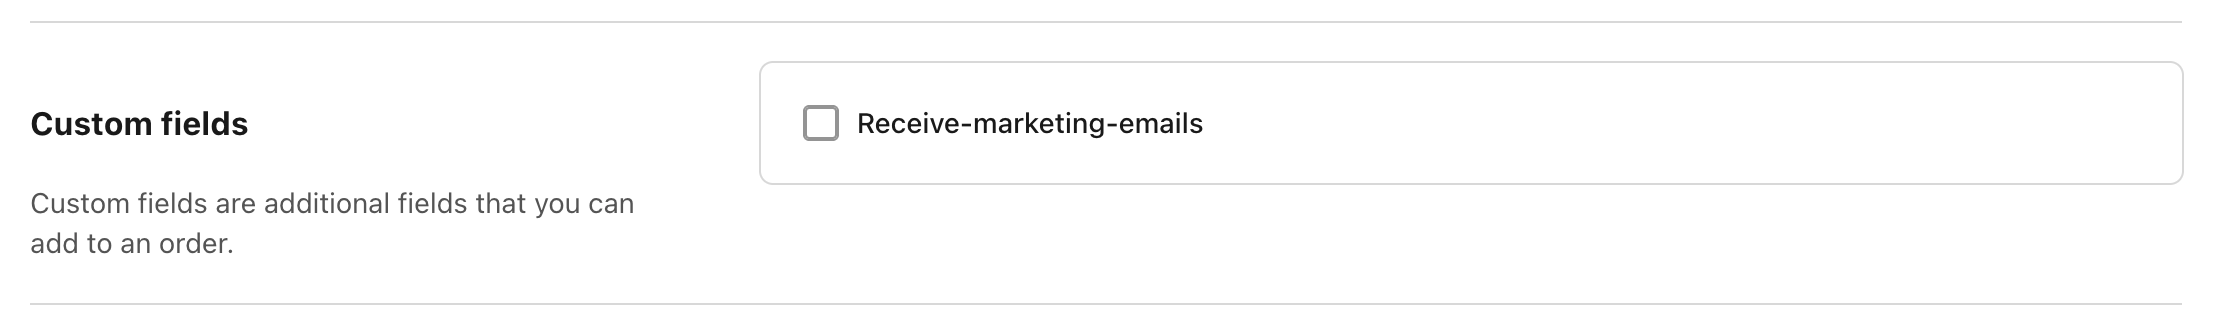 Custom fields
Custom fields are additional fields that you can
add to an order.
Receive-marketing-emails